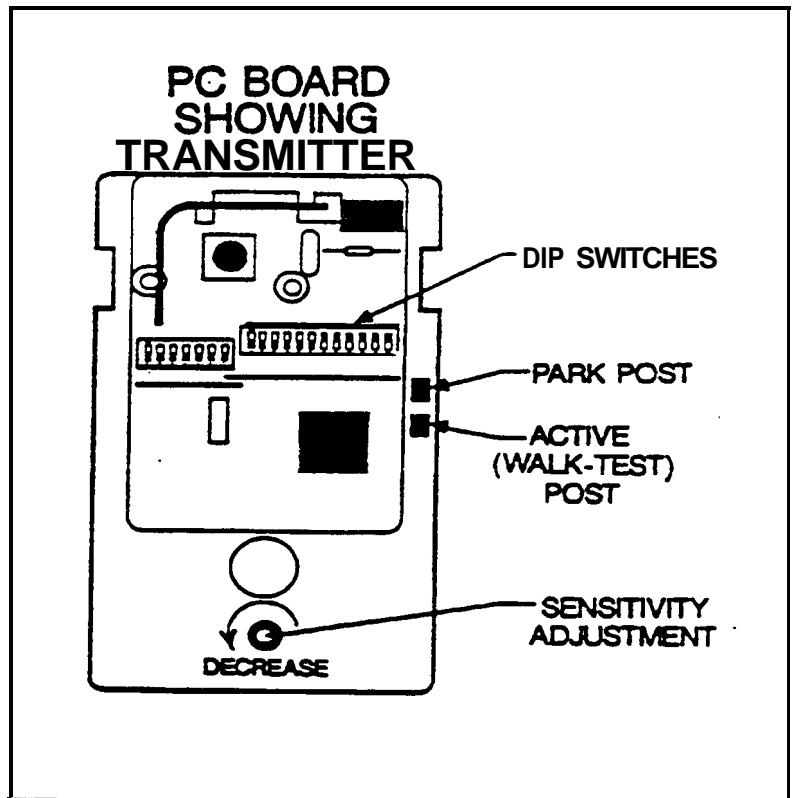 PC BOARD
SHOWING
TRANSMITTER
DIP SWITCHES
PARK POST
ACTIVE
(WALK-TEST)
POST
SENSITIVITY
ADJUSTMENT
DECREASE